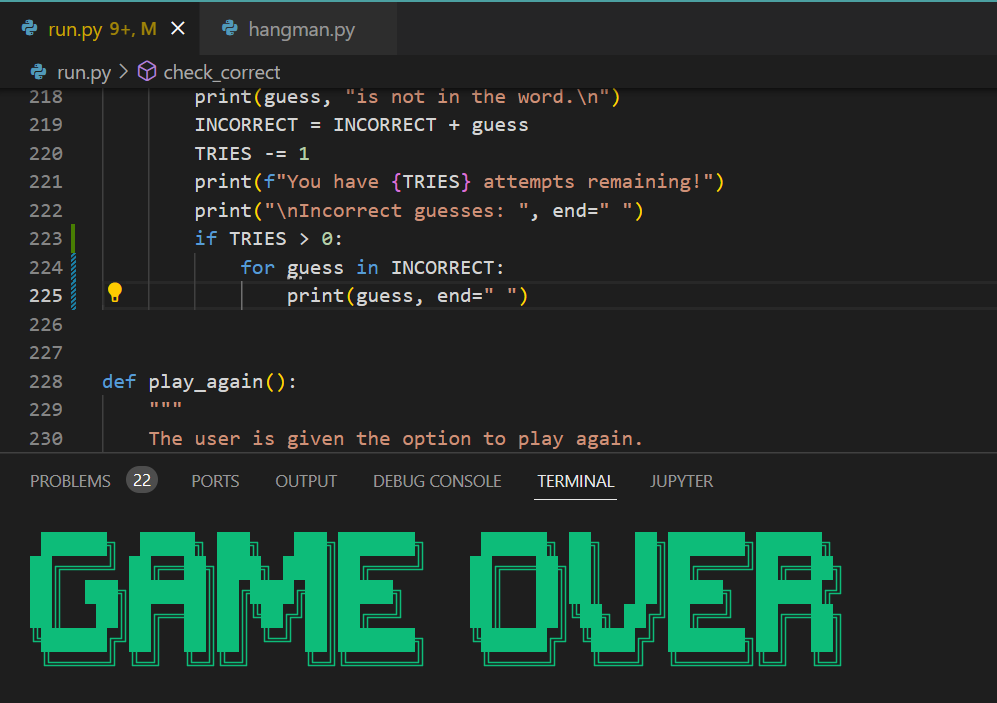 run.py 9+, M
hangman.py
run.py > check_correct
218 print(guess, "is not in the word.\n")
219 INCORRECT = INCORRECT + guess
220 TRIES -= 1
221 print(f"You have {TRIES} attempts remaining!")
222 print("\nIncorrect guesses: ", end=" ")
223 if TRIES > 0:
224 for guess in INCORRECT:
225 print(guess, end=" ")
226
227
228 def play_again():
229 """
230 The user is given the option to play again.
PROBLEMS 22 PORTS OUTPUT DEBUG CONSOLE TERMINAL JUPYTER
GAME OVER